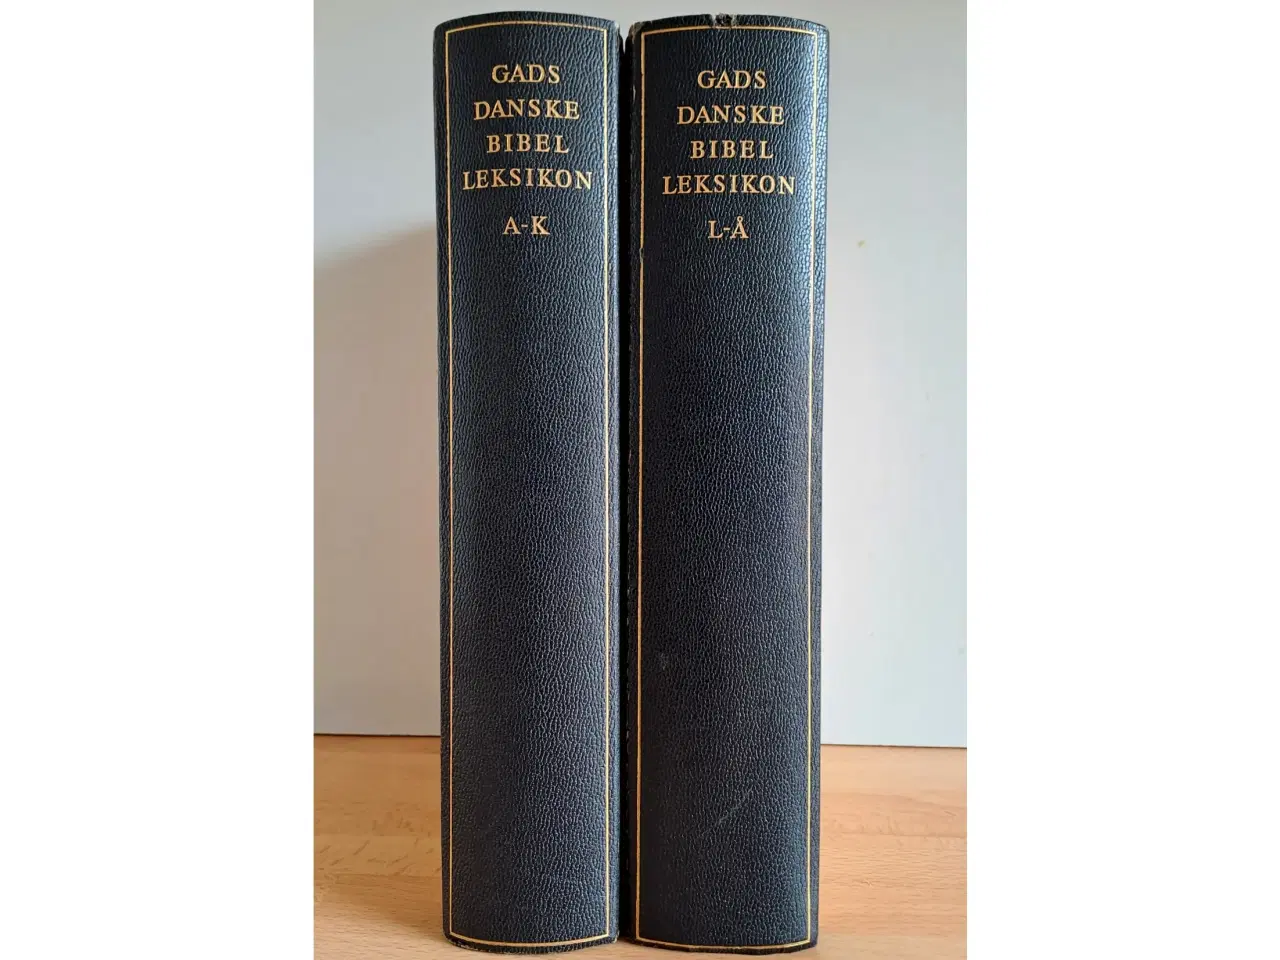 GADS
DANSKE
BIBEL
LEKSIKON
A-K
GADS
DANSKE
BIBEL
LEKSIKON
L-Å